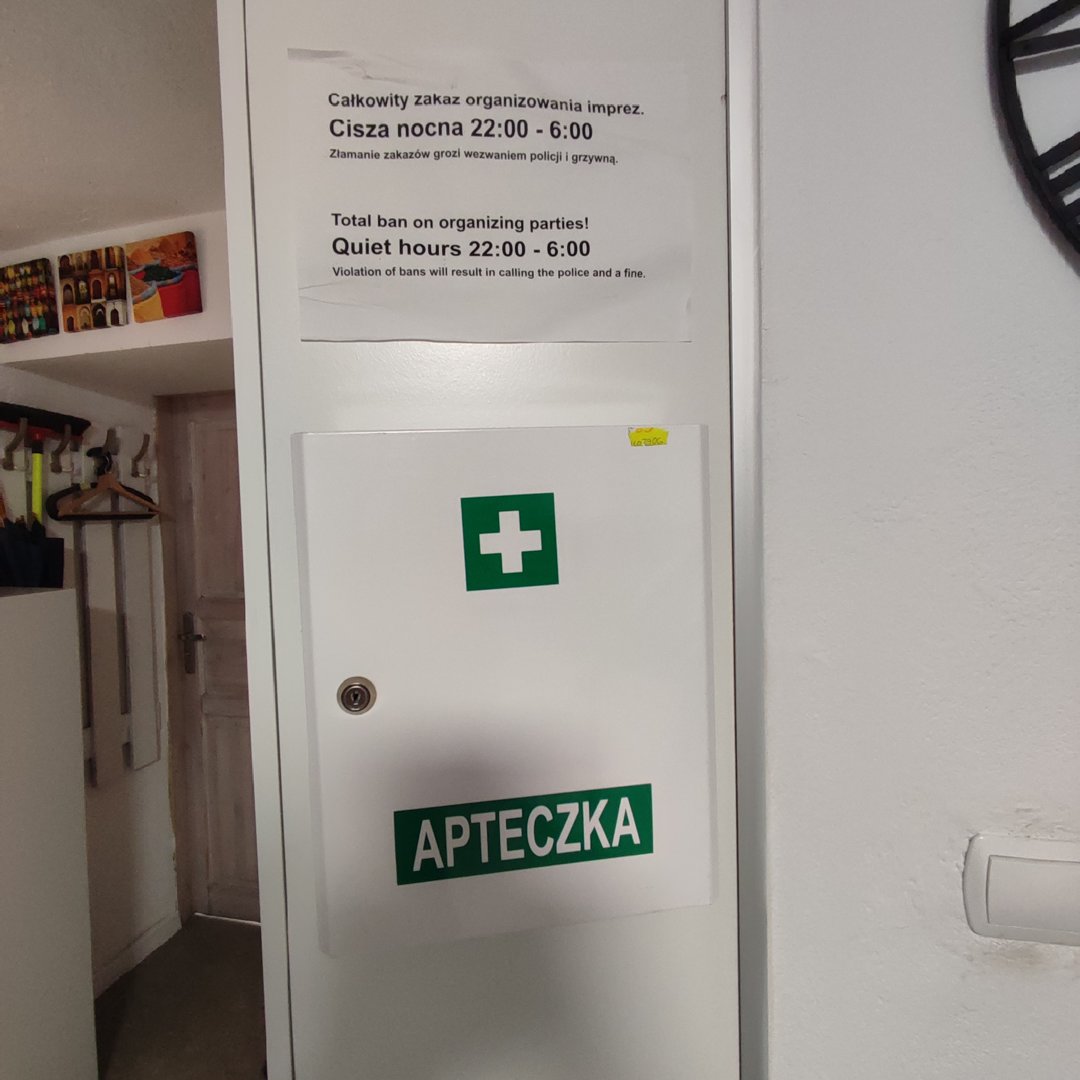 Całkowity zakaz organizowania imprez.
Cisza nocna 22:00 - 6:00
Złamanie zakazów grozi wezwaniem policji i grzywną.
Total ban on organizing parties!
Quiet hours 22:00 - 6:00
Violation of bans will result in calling the police and a fine.
APTECZKA